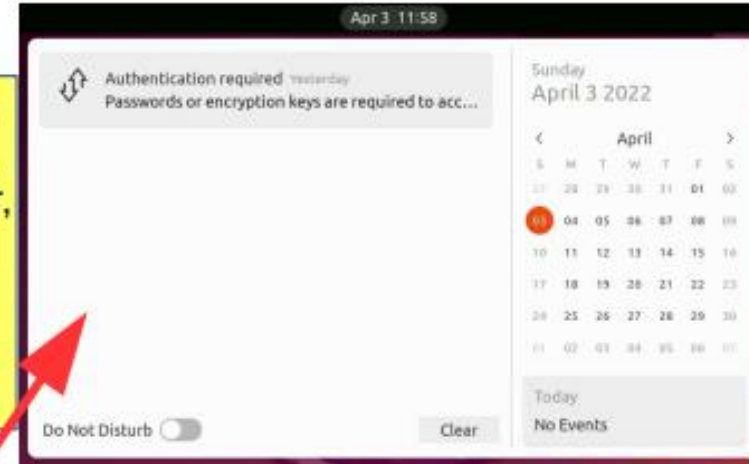 Apr 3 11:58
Authentication required Yesterday
Passwords or encryption keys are required to acc...
Do Not Disturb
Clear
Sunday
April 3 2022
< April >
S M T W T F S
27 28 29 30 31 01 02
03 04 05 06 07 08 09
10 11 12 13 14 15 16
17 18 19 20 21 22 23
24 25 26 27 28 29 30
01 02 03 04 05 06 07
Today
No Events